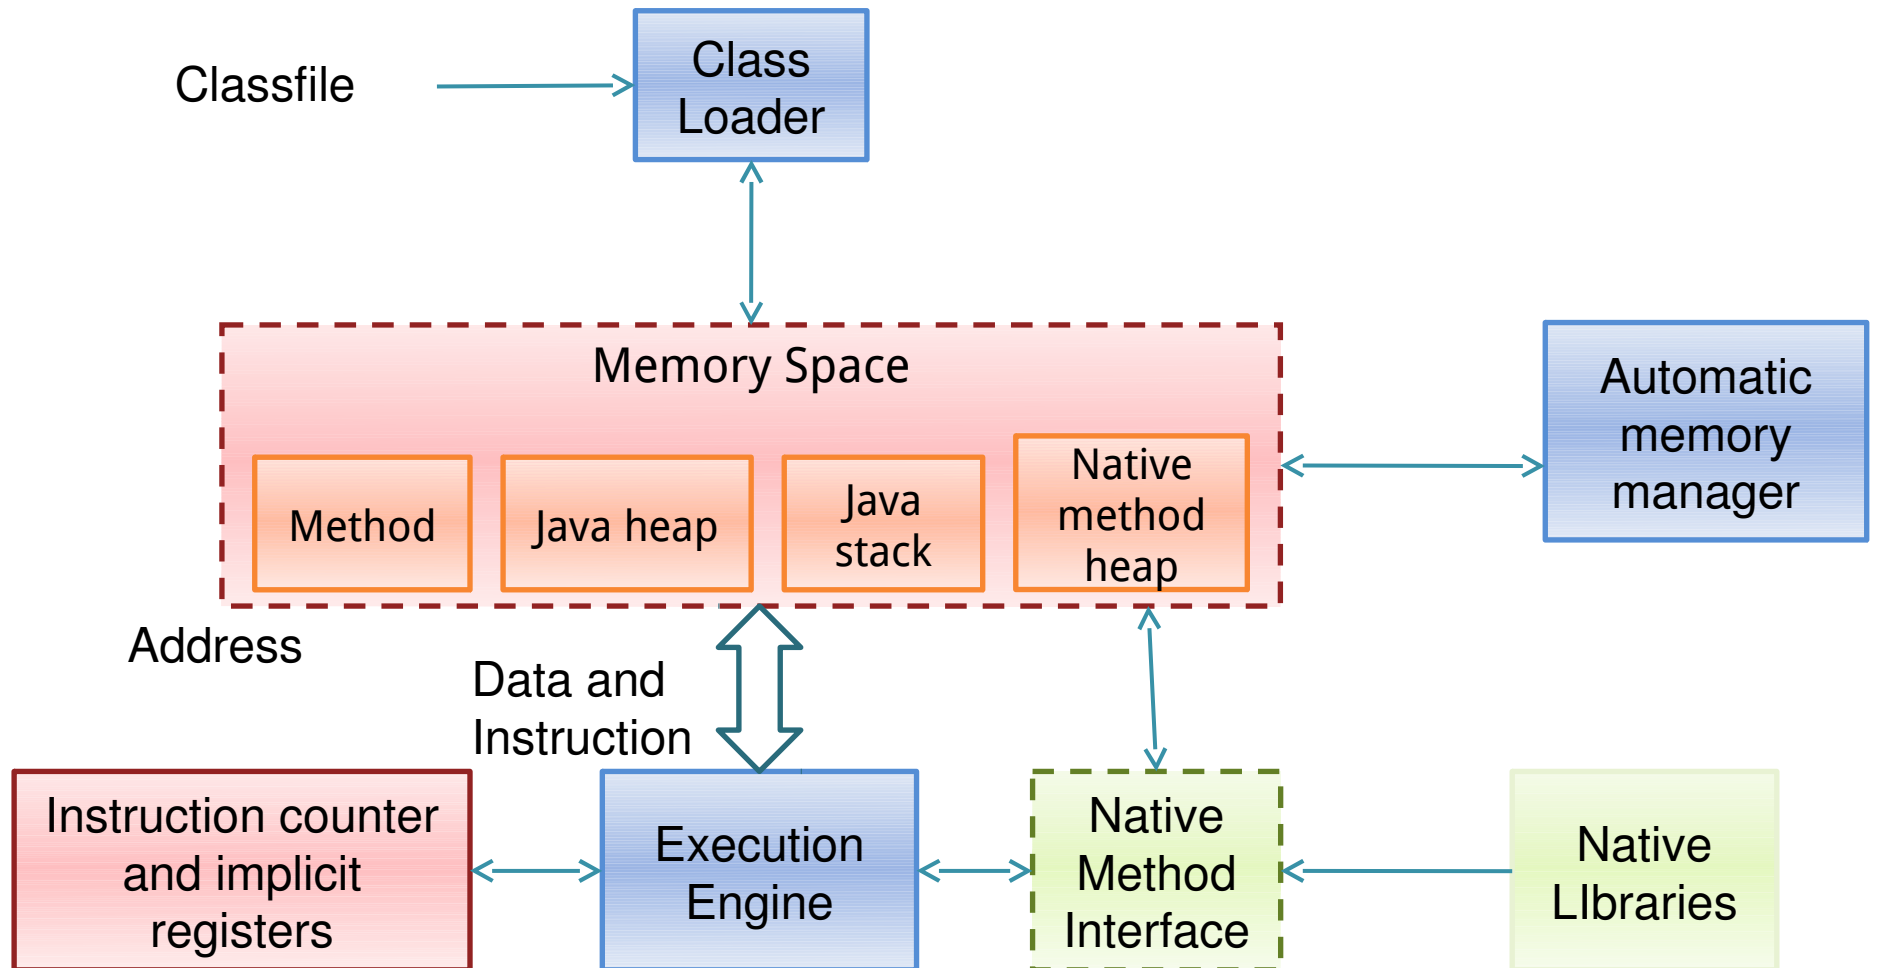 Classfile
Class
Loader
Memory Space
Method
Java heap
Java
stack
Native
method
heap
Automatic
memory
manager
Address
Data and
Instruction
Instruction counter
and implicit
registers
Execution
Engine
Native
Method
Interface
Native
LIbraries